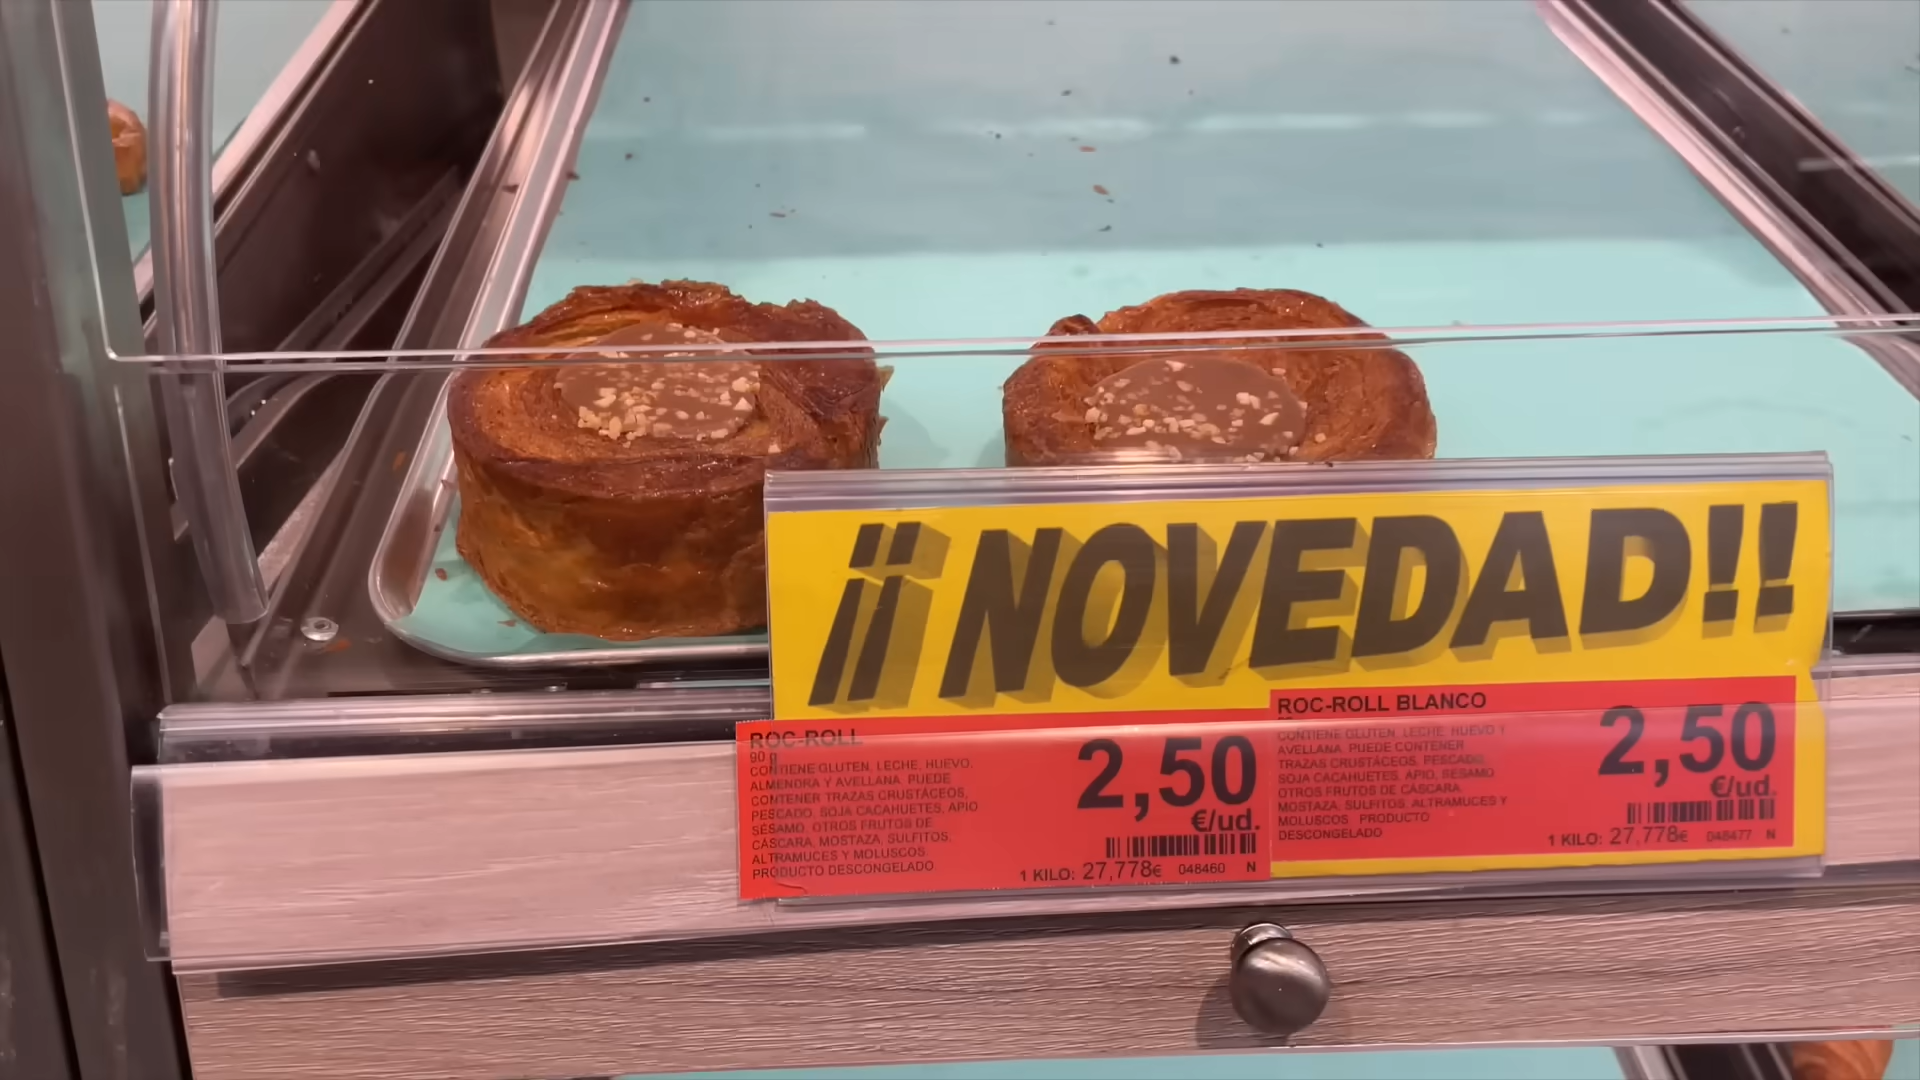 ¡¡NOVEDAD!!
ROC-ROLL
90 g
CONTIENE GLUTEN, LECHE, HUEVO,
ALMENDRA Y AVELLANA. PUEDE
CONTENER TRAZAS CRUSTÁCEOS,
PESCADO, SOJA CACAHUETES, APIO
SÉSAMO, OTROS FRUTOS DE
CÁSCARA, MOSTAZA, SULFITOS,
ALTRAMUCES Y MOLUSCOS.
PRODUCTO DESCONGELADO
2,50
€/ud.
1 KILO: 27,778€ 048460 N
ROC-ROLL BLANCO
CONTIENE GLUTEN, LECHE, HUEVO Y
AVELLANA. PUEDE CONTENER
TRAZAS CRUSTÁCEOS, PESCADO,
SOJA CACAHUETES, APIO, SÉSAMO
OTROS FRUTOS DE CÁSCARA,
MOSTAZA, SULFITOS, ALTRAMUCES Y
MOLUSCOS. PRODUCTO
DESCONGELADO
2,50
€/ud.
1 KILO: 27,778€ 048477 N